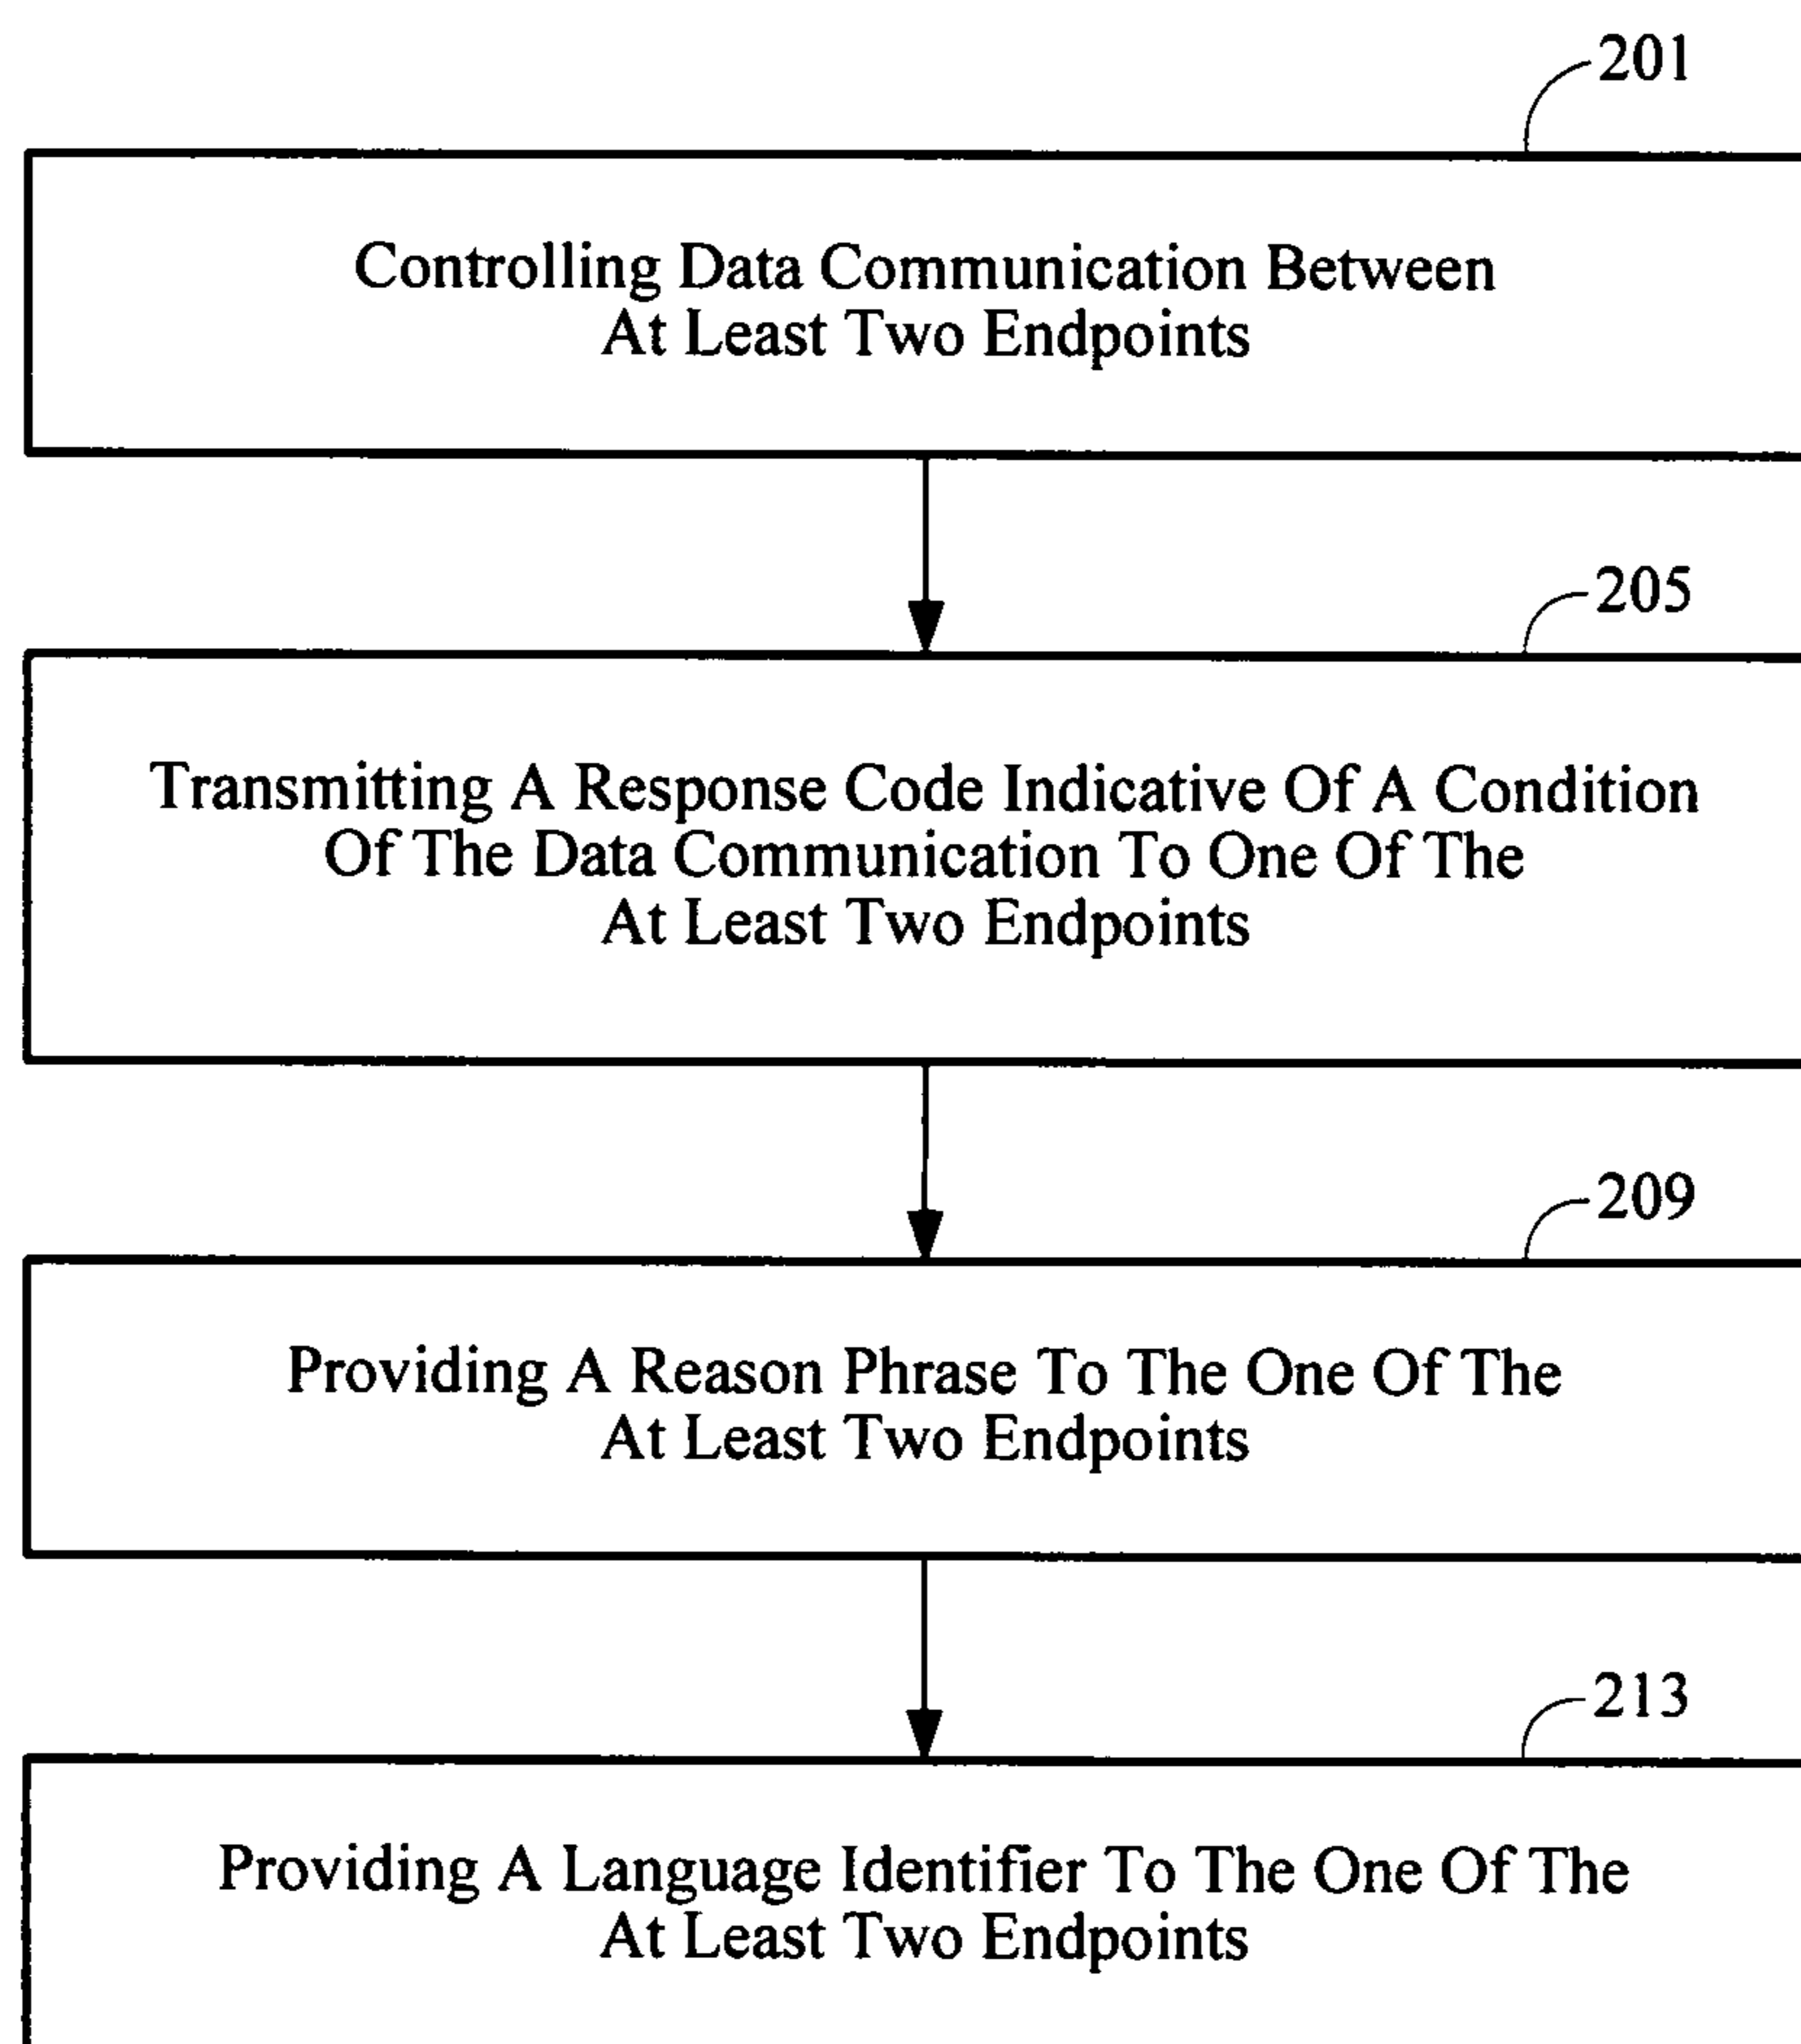 201
Controlling Data Communication Between
At Least Two Endpoints
205
Transmitting A Response Code Indicative Of A Condition
Of The Data Communication To One Of The
At Least Two Endpoints
209
Providing A Reason Phrase To The One Of The
At Least Two Endpoints
213
Providing A Language Identifier To The One Of The
At Least Two Endpoints